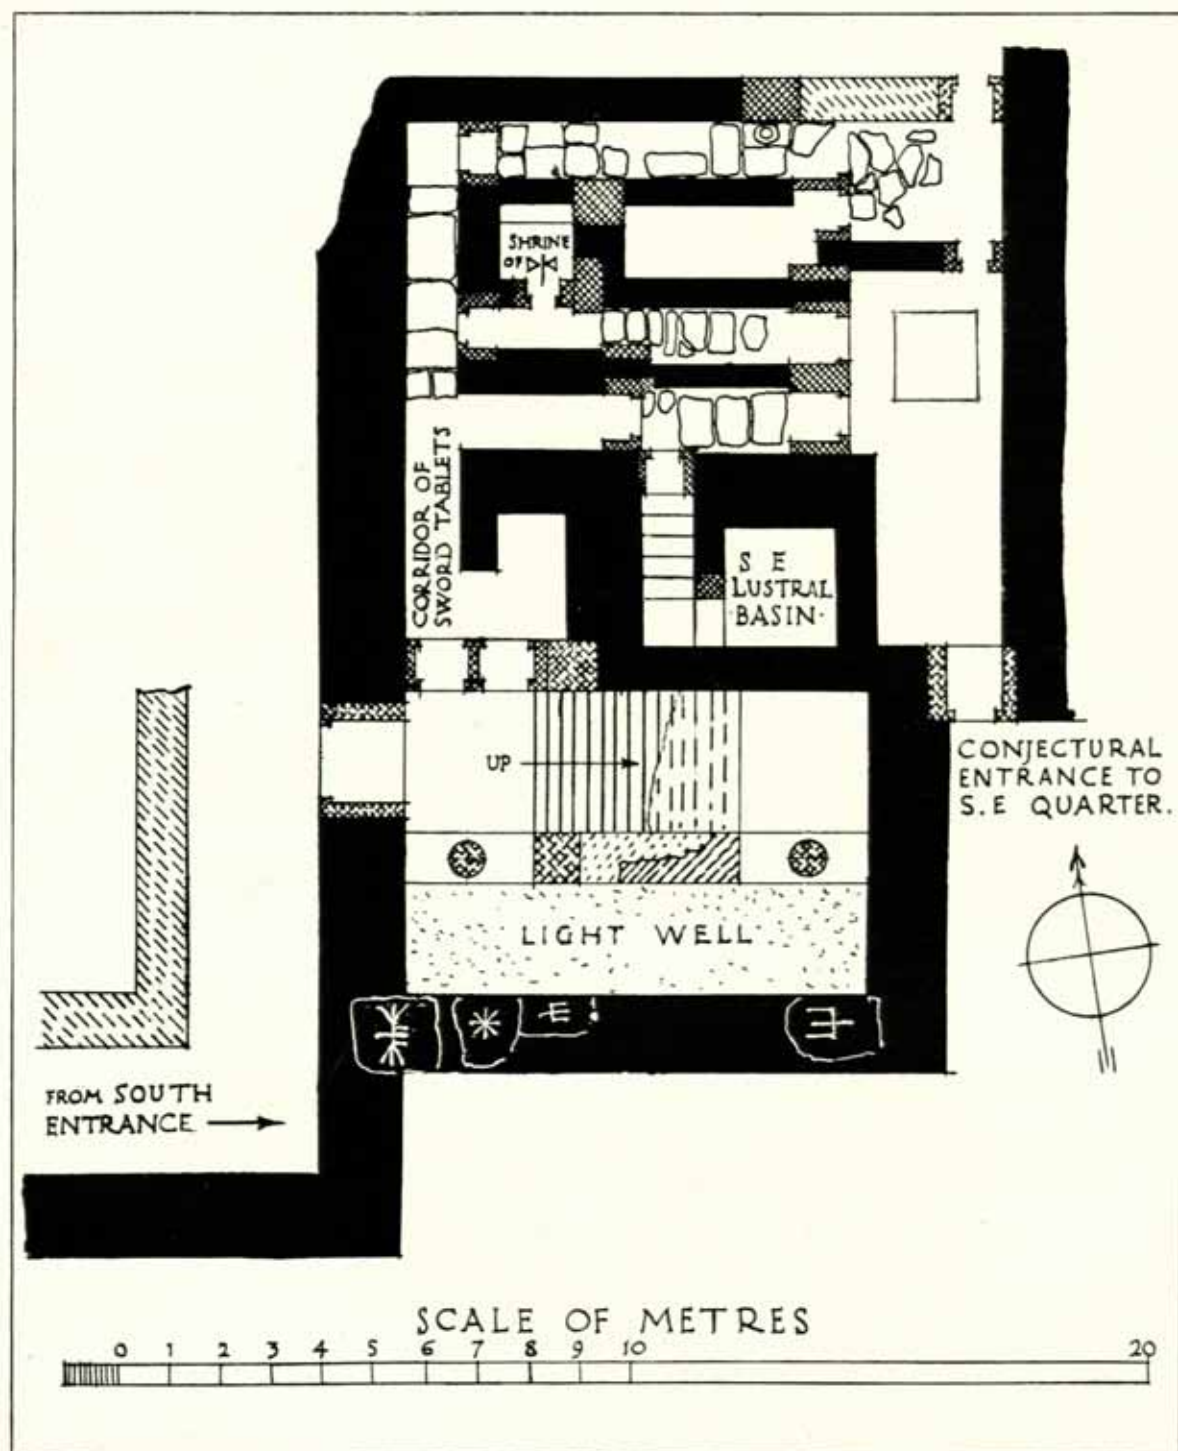 SHRINE
OF
CORRIDOR OF
SWORD TABLETS
S E
LUSTRAL
·BASIN·
UP
CONJECTURAL
ENTRANCE TO
S.E QUARTER.
LIGHT WELL
FROM SOUTH
ENTRANCE
SCALE OF METRES
0 1 2 3 4 5 6 7 8 9 10 20